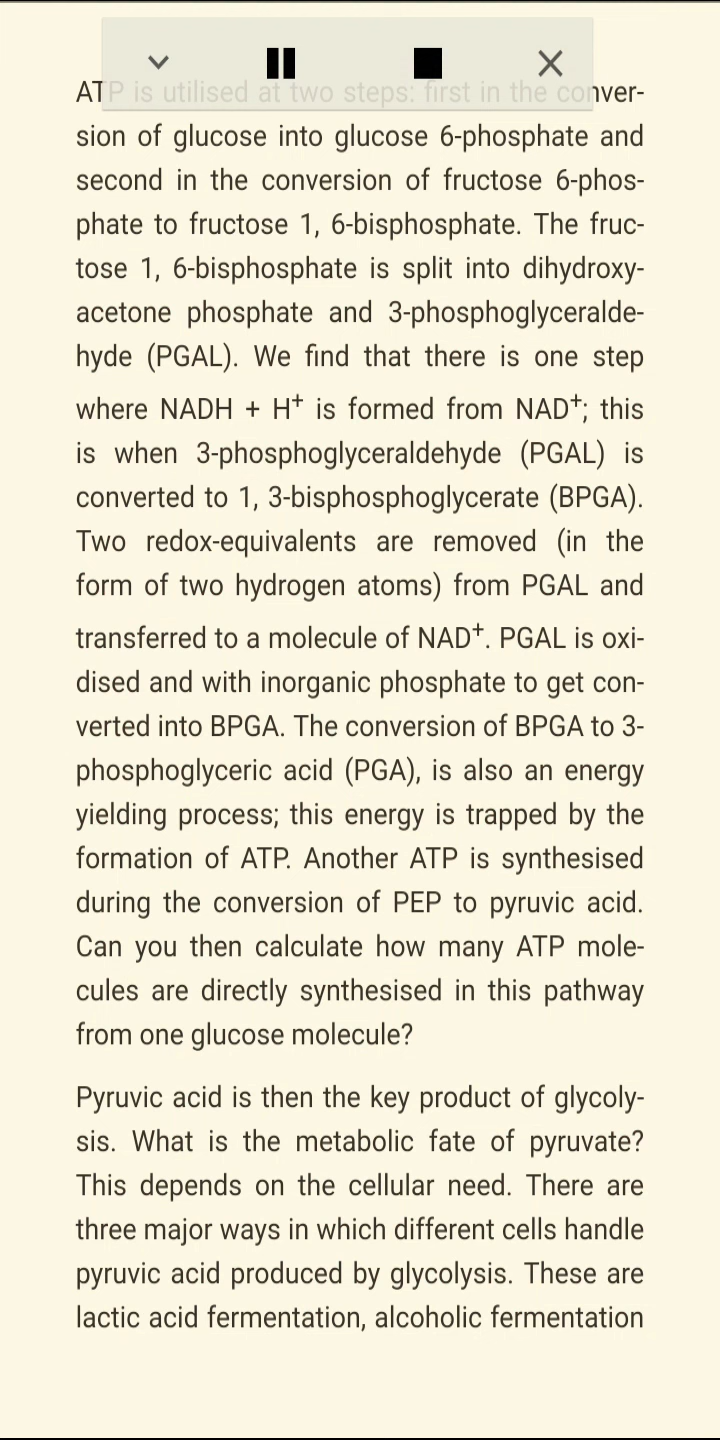 ATP is utilised at two steps: first in the conver-
sion of glucose into glucose 6-phosphate and
second in the conversion of fructose 6-phos-
phate to fructose 1, 6-bisphosphate. The fruc-
tose 1, 6-bisphosphate is split into dihydroxy-
acetone phosphate and 3-phosphoglyceralde-
hyde (PGAL). We find that there is one step
where NADH + H⁺ is formed from NAD⁺; this
is when 3-phosphoglyceraldehyde (PGAL) is
converted to 1, 3-bisphosphoglycerate (BPGA).
Two redox-equivalents are removed (in the
form of two hydrogen atoms) from PGAL and
transferred to a molecule of NAD⁺. PGAL is oxi-
dised and with inorganic phosphate to get con-
verted into BPGA. The conversion of BPGA to 3-
phosphoglyceric acid (PGA), is also an energy
yielding process; this energy is trapped by the
formation of ATP. Another ATP is synthesised
during the conversion of PEP to pyruvic acid.
Can you then calculate how many ATP mole-
cules are directly synthesised in this pathway
from one glucose molecule?
Pyruvic acid is then the key product of glycoly-
sis. What is the metabolic fate of pyruvate?
This depends on the cellular need. There are
three major ways in which different cells handle
pyruvic acid produced by glycolysis. These are
lactic acid fermentation, alcoholic fermentation